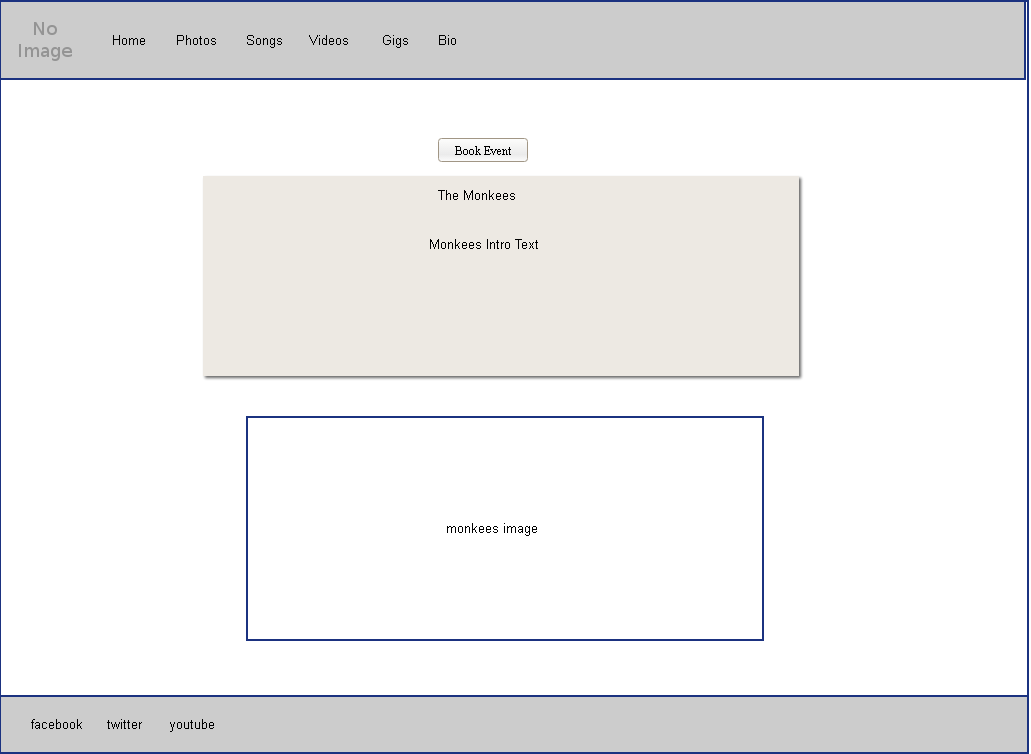 No
Image
Home Photos Songs Videos Gigs Bio
Book Event
The Monkees
Monkees Intro Text
monkees image
facebook twitter youtube